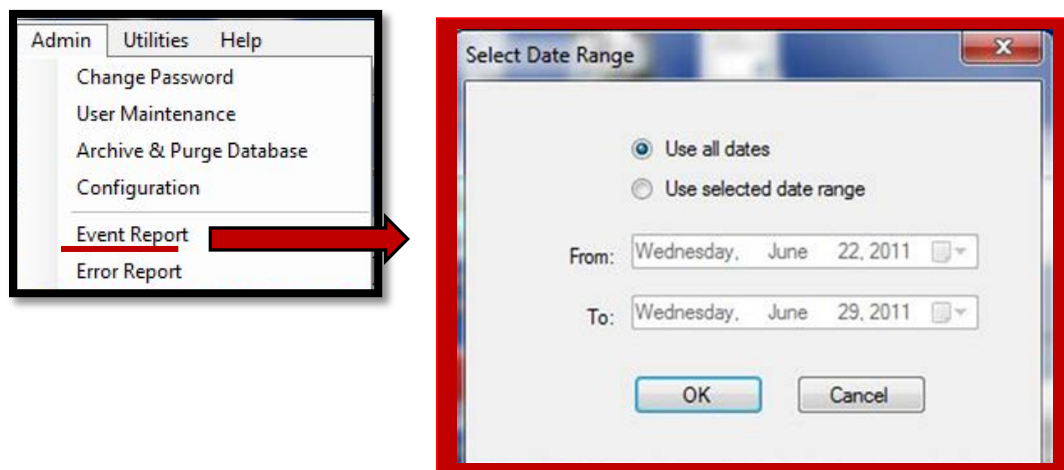 Admin Utilities Help
Change Password
User Maintenance
Archive & Purge Database
Configuration
Event Report
Error Report
Select Date Range
Use all dates
Use selected date range
From: Wednesday, June 22, 2011
To: Wednesday, June 29, 2011
OK Cancel